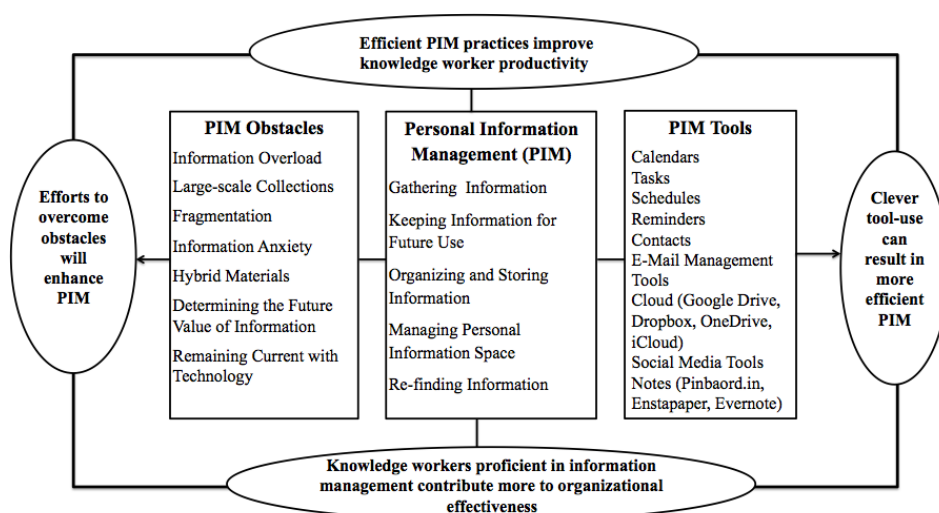 Efficient PIM practices improve
knowledge worker productivity
Efforts to
overcome
obstacles
will
enhance
PIM
PIM Obstacles
Information Overload
Large-scale Collections
Fragmentation
Information Anxiety
Hybrid Materials
Determining the Future
Value of Information
Remaining Current with
Technology
Personal Information
Management (PIM)
Gathering Information
Keeping Information for
Future Use
Organizing and Storing
Information
Managing Personal
Information Space
Re-finding Information
PIM Tools
Calendars
Tasks
Schedules
Reminders
Contacts
E-Mail Management
Tools
Cloud (Google Drive,
Dropbox, OneDrive,
iCloud)
Social Media Tools
Notes (Pinbaord.in,
Enstapaper, Evernote)
Clever
tool-use
can
result in
more
efficient
PIM
Knowledge workers proficient in information
management contribute more to organizational
effectiveness